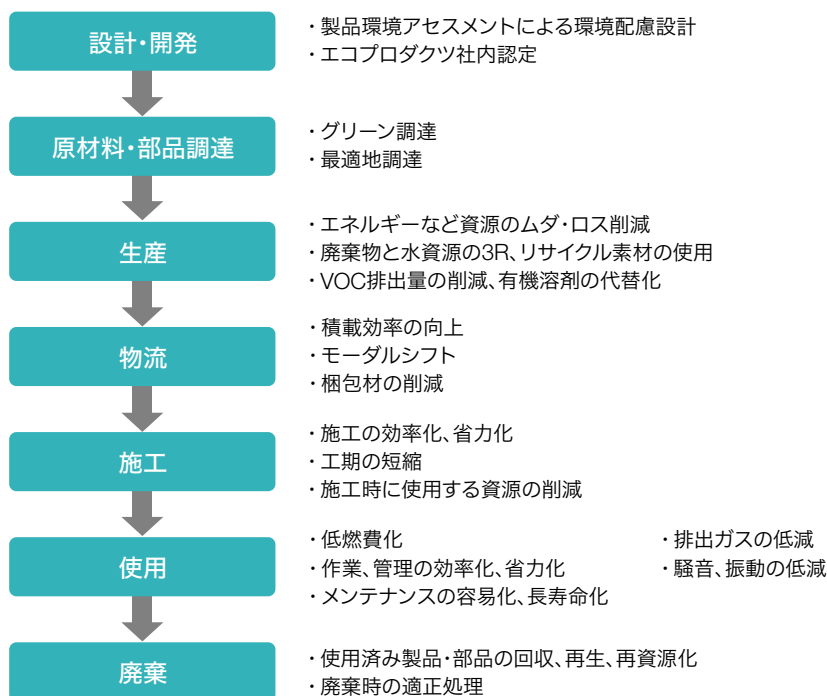 設計・開発
・製品環境アセスメントによる環境配慮設計
・エコプロダクツ社内認定
原材料・部品調達
・グリーン調達
・最適地調達
生産
・エネルギーなど資源のムダ・ロス削減
・廃棄物と水資源の3R、リサイクル素材の使用
・VOC排出量の削減、有機溶剤の代替化
物流
・積載効率の向上
・モーダルシフト
・梱包材の削減
施工
・施工の効率化、省力化
・工期の短縮
・施工時に使用する資源の削減
使用
・低燃費化
・作業、管理の効率化、省力化
・メンテナンスの容易化、長寿命化
・排出ガスの低減
・騒音、振動の低減
廃棄
・使用済み製品・部品の回収、再生、再資源化
・廃棄時の適正処理